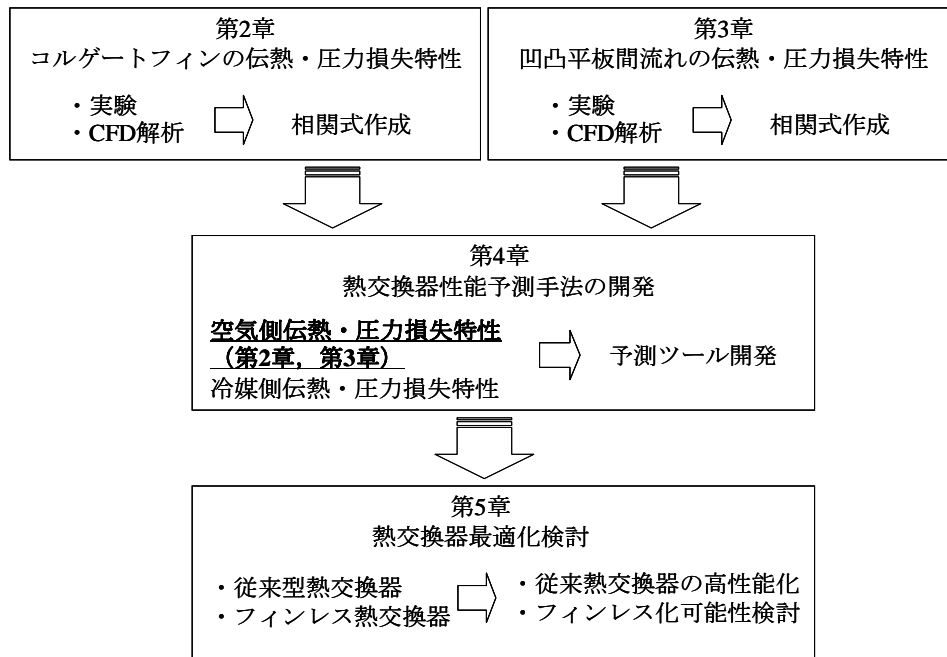 第2章
コルゲートフィンの伝熱・圧力損失特性
・実験
・CFD解析
相関式作成
第3章
凹凸平板間流れの伝熱・圧力損失特性
・実験
・CFD解析
相関式作成
第4章
熱交換器性能予測手法の開発
空気側伝熱・圧力損失特性
（第2章，第3章）
冷媒側伝熱・圧力損失特性
予測ツール開発
第5章
熱交換器最適化検討
・従来型熱交換器
・フィンレス熱交換器
・従来熱交換器の高性能化
・フィンレス化可能性検討